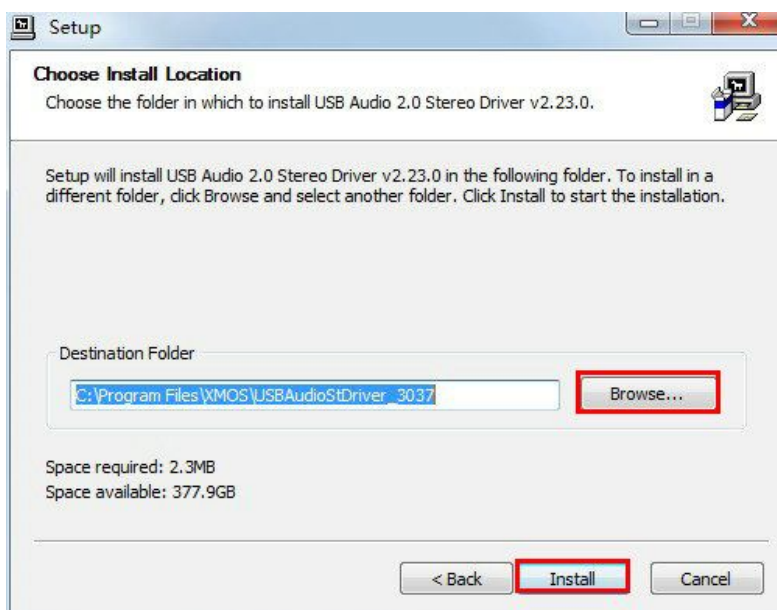 Setup
Choose Install Location
Choose the folder in which to install USB Audio 2.0 Stereo Driver v2.23.0.
Setup will install USB Audio 2.0 Stereo Driver v2.23.0 in the following folder. To install in a
different folder, click Browse and select another folder. Click Install to start the installation.
Destination Folder
C:\Program Files\XMOS\USBAudioStDriver_3037
Browse...
Space required: 2.3MB
Space available: 377.9GB
< Back
Install
Cancel